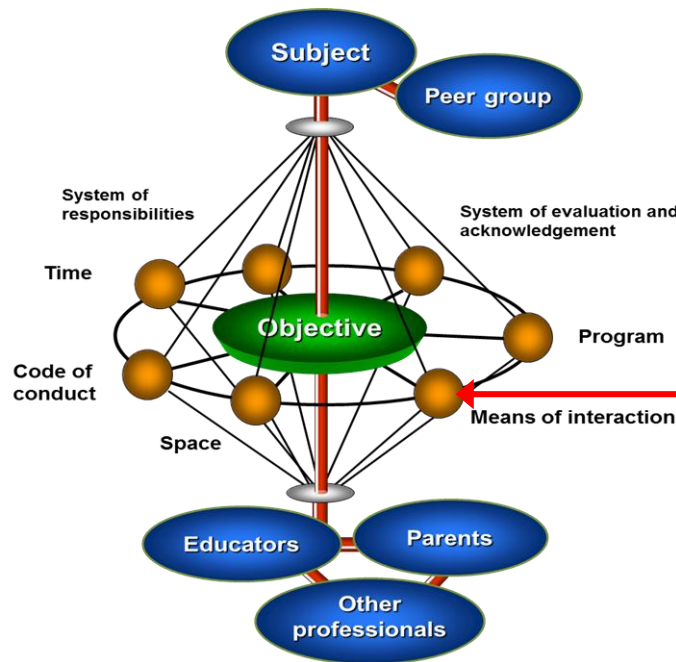 Subject
Peer group
System of
responsibilities
System of evaluation and
acknowledgement
Time
Objective
Program
Code of
conduct
Means of interaction
Space
Educators
Parents
Other
professionals